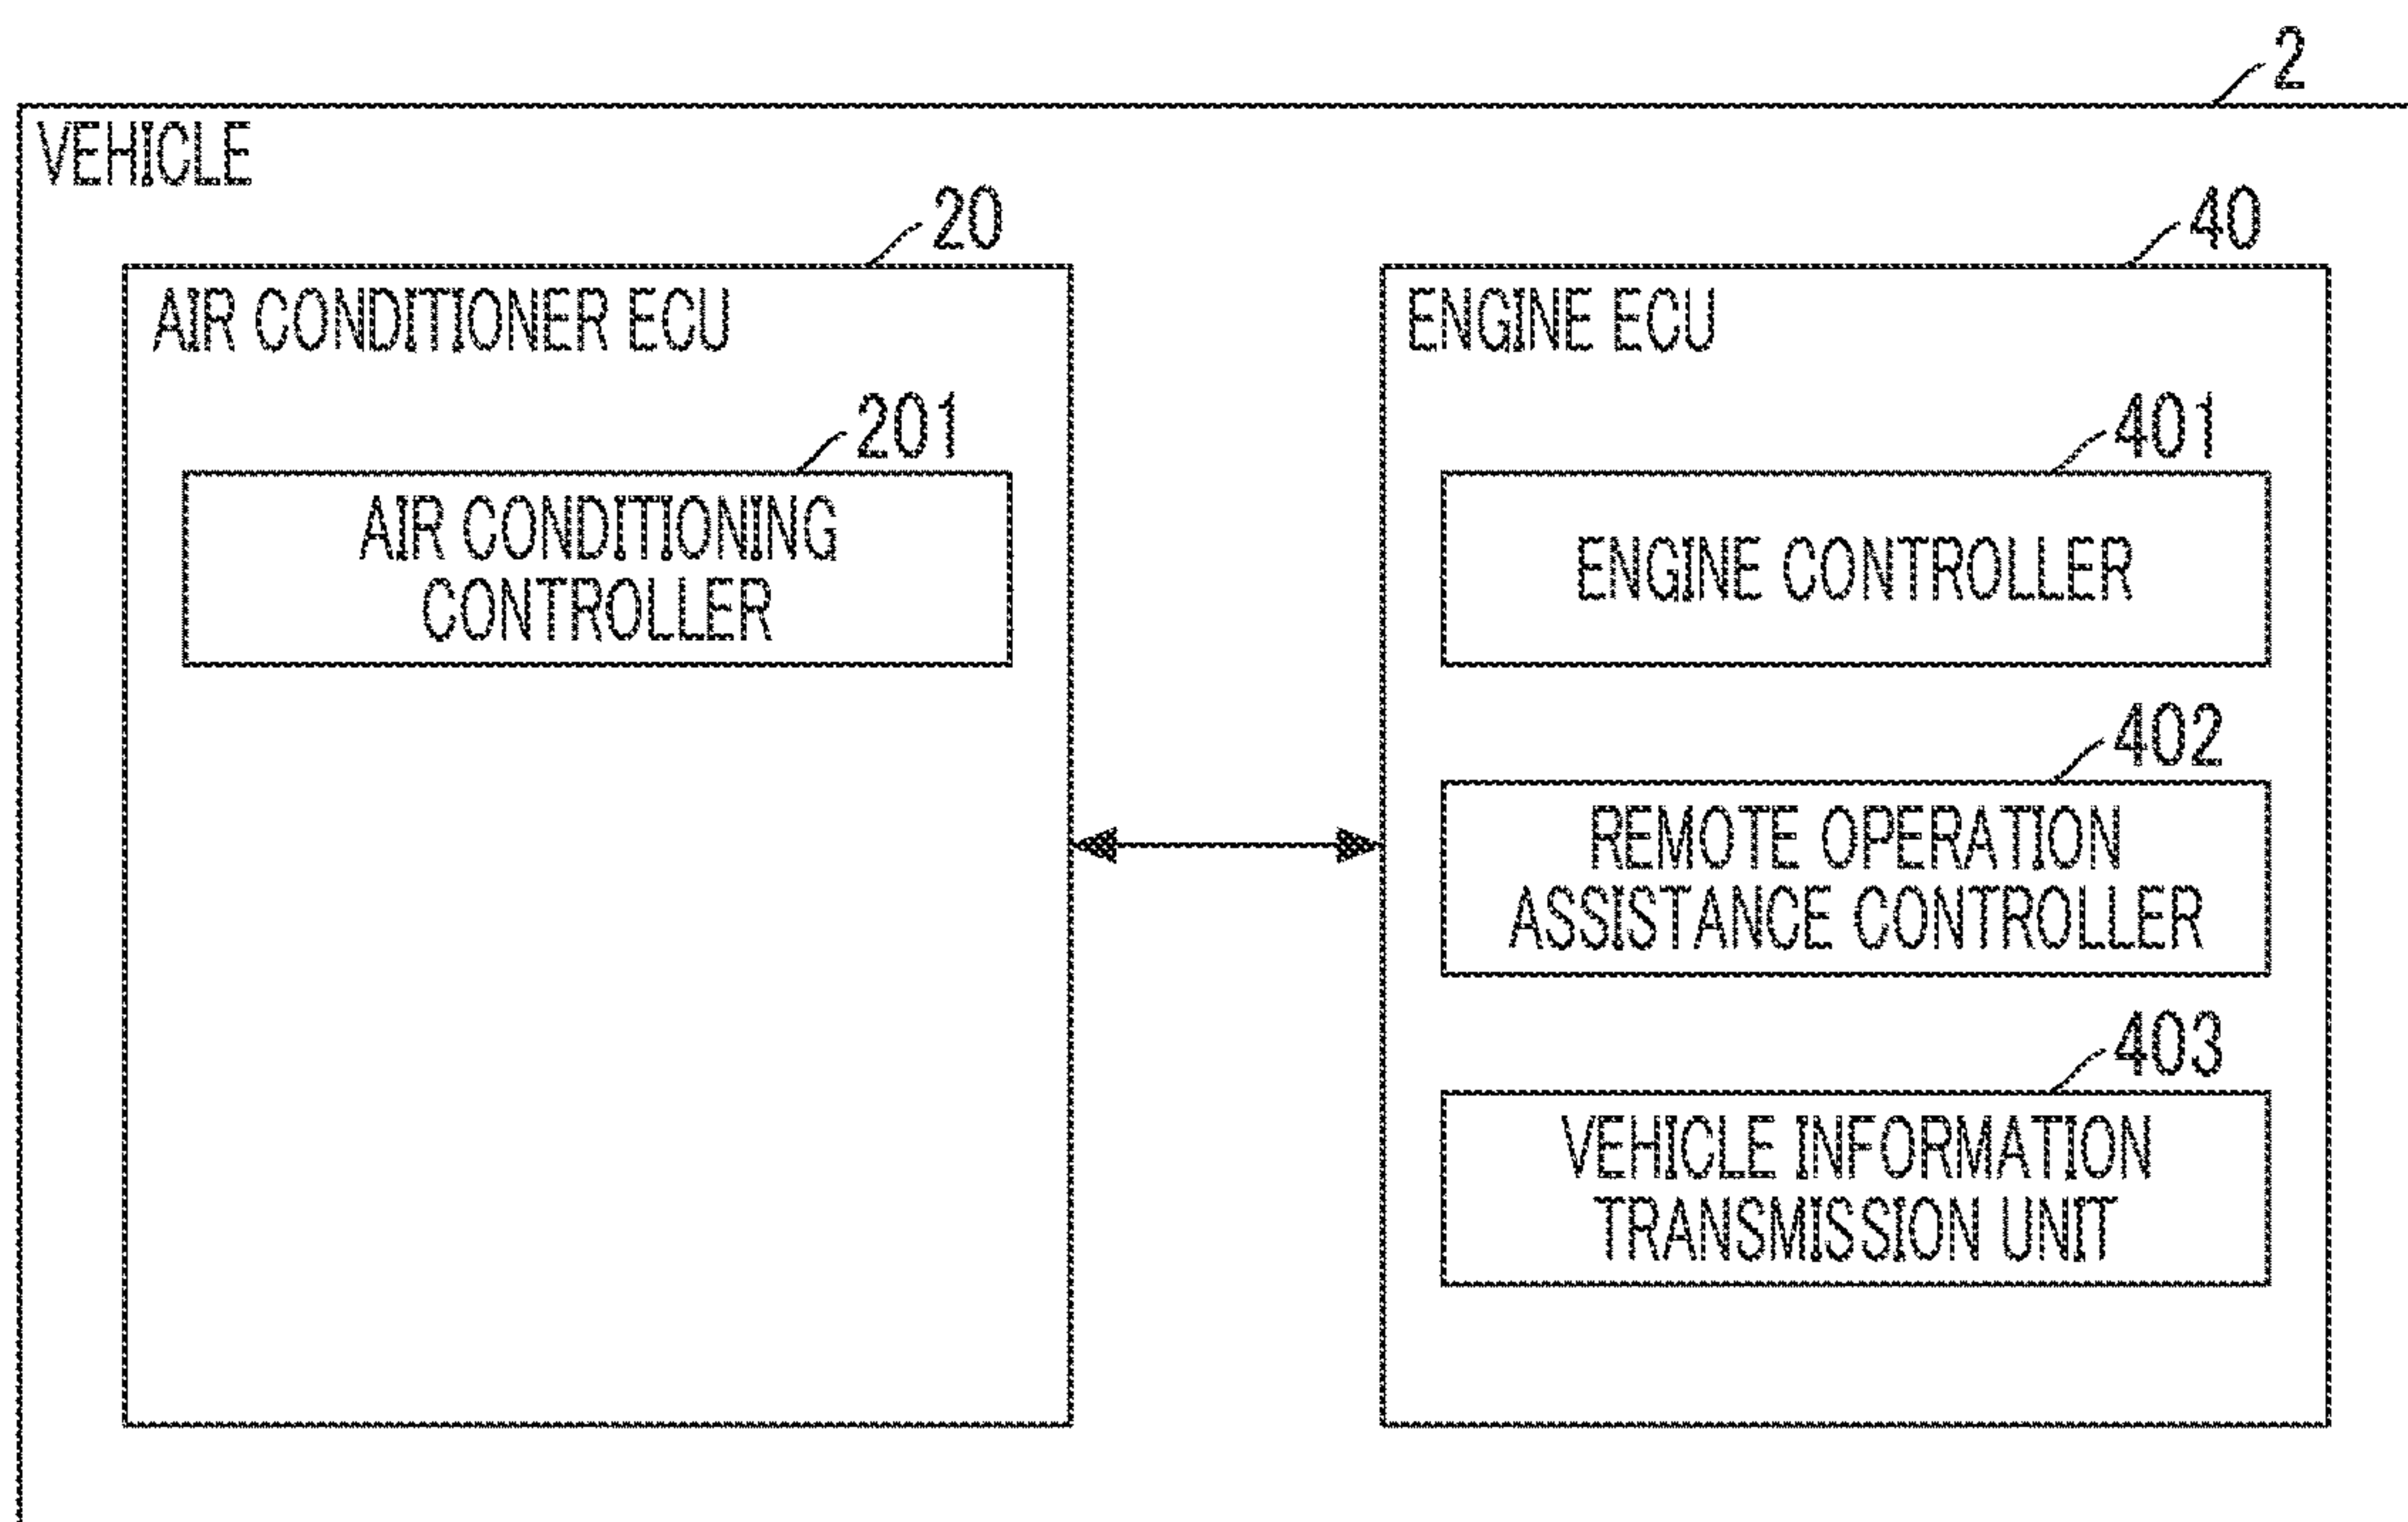 2
VEHICLE
20
AIR CONDITIONER ECU
201
AIR CONDITIONING
CONTROLLER
40
ENGINE ECU
401
ENGINE CONTROLLER
402
REMOTE OPERATION
ASSISTANCE CONTROLLER
403
VEHICLE INFORMATION
TRANSMISSION UNIT